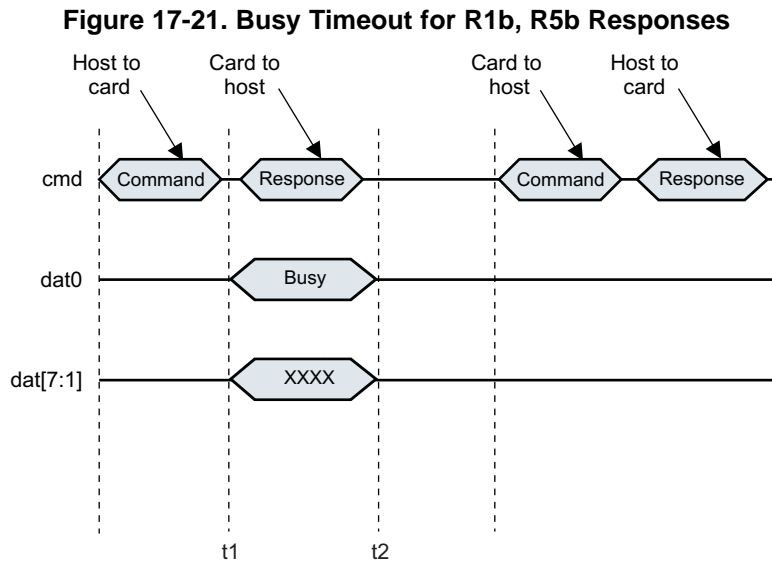 Figure 17-21. Busy Timeout for R1b, R5b Responses
Host to
card
Card to
host
Card to
host
Host to
card
cmd
Command
Response
Command
Response
dat0
Busy
dat[7:1]
XXXX
t1
t2